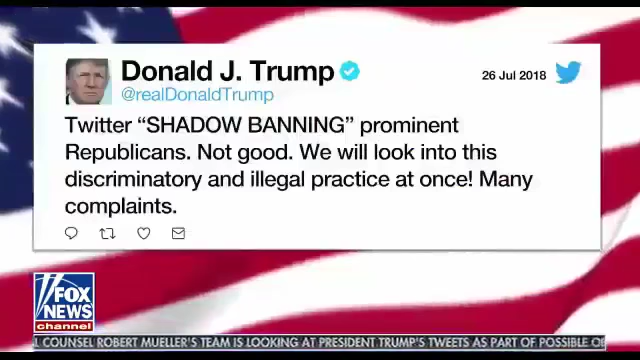 Donald J. Trump
26 Jul 2018
@realDonaldTrump
Twitter “SHADOW BANNING” prominent
Republicans. Not good. We will look into this
discriminatory and illegal practice at once! Many
complaints.
FOX
NEWS
channel
COUNSEL ROBERT MUELLER'S TEAM IS LOOKING AT PRESIDENT TRUMP'S TWEETS AS PART OF POSSIBLE